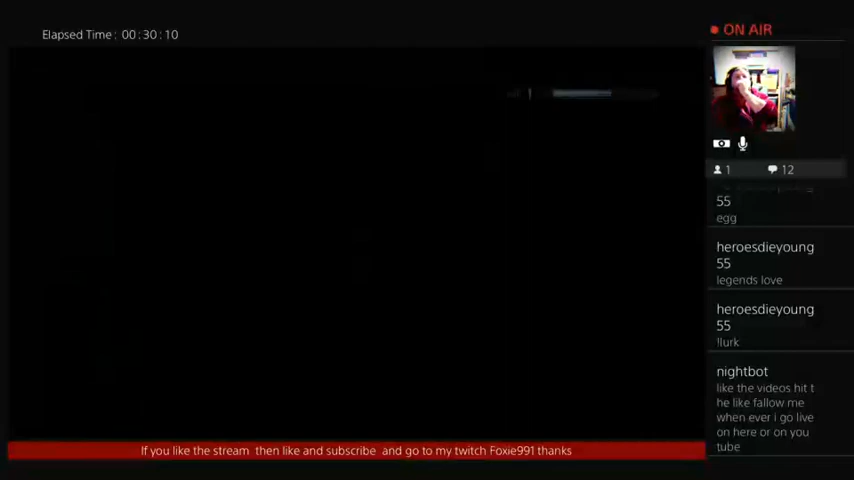 Elapsed Time : 00:30:10
ON AIR
1
12
55
egg
heroesdieyoung
55
legends love
heroesdieyoung
55
!lurk
nightbot
like the videos hit t
he like fallow me
when ever i go live
on here or on you
tube
If you like the stream then like and subscribe and go to my twitch Foxie991 thanks